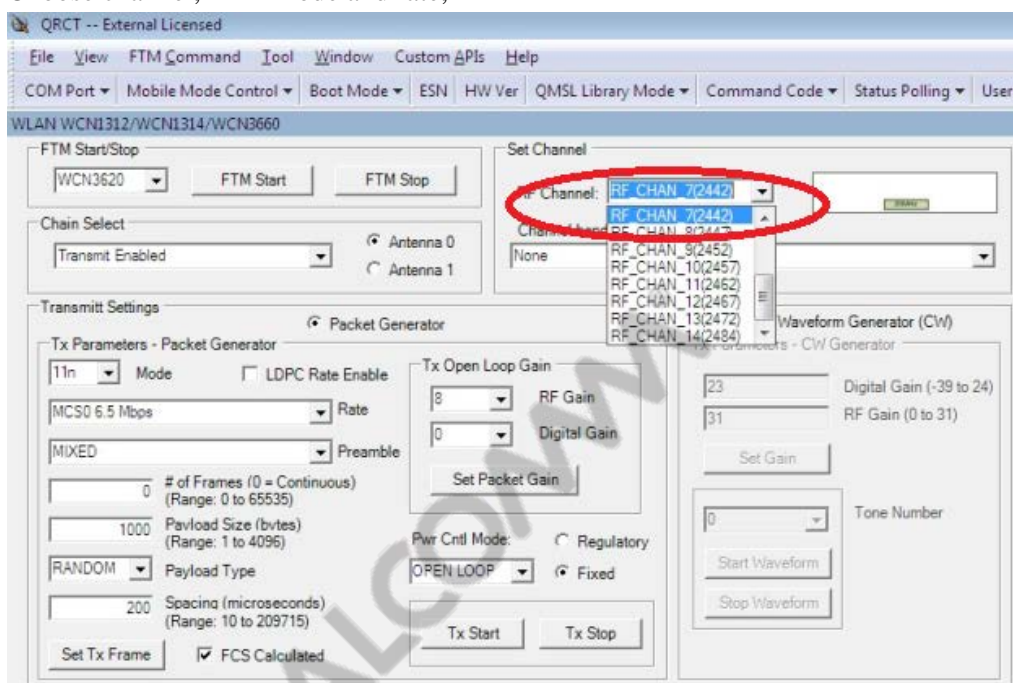 QRCT -- External Licensed
File View FTM Command Tool Window Custom APIs Help
COM Port Mobile Mode Control Boot Mode ESN HW Ver QMSL Library Mode Command Code Status Polling User
WLAN WCN1312/WCN1314/WCN3660
FTM Start/Stop
WCN3620 FTM Start FTM Stop
Set Channel
RF_CHAN_7(2442)
Channel:
RF_CHAN_7(2442)
RF_CHAN_9(2452)
RF_CHAN_10(2457)
RF_CHAN_11(2462)
RF_CHAN_12(2467)
RF_CHAN_13(2472)
RF_CHAN_14(2484)
None
Chain Select
Transmit Enabled
Antenna 0
Antenna 1
Transmitt Settings
Packet Generator
Waveform Generator (CW)
Tx Parameters - Packet Generator
11n Mode LDPC Rate Enable
MCS0 6.5 Mbps Rate
MIXED Preamble
0 # of Frames (0 = Continuous)
(Range: 0 to 65535)
1000 Payload Size (bytes)
(Range: 1 to 4096)
RANDOM Payload Type
200 Spacing (microseconds)
(Range: 10 to 209715)
Set Tx Frame FCS Calculated
Tx Open Loop Gain
8 RF Gain
0 Digital Gain
Set Packet Gain
Pwr Cntl Mode: Regulatory
OPEN LOOP Fixed
Tx Start Tx Stop
- CW Generator
23 Digital Gain (-39 to 24)
31 RF Gain (0 to 31)
Set Gain
0 Tone Number
Start Waveform
Stop Waveform